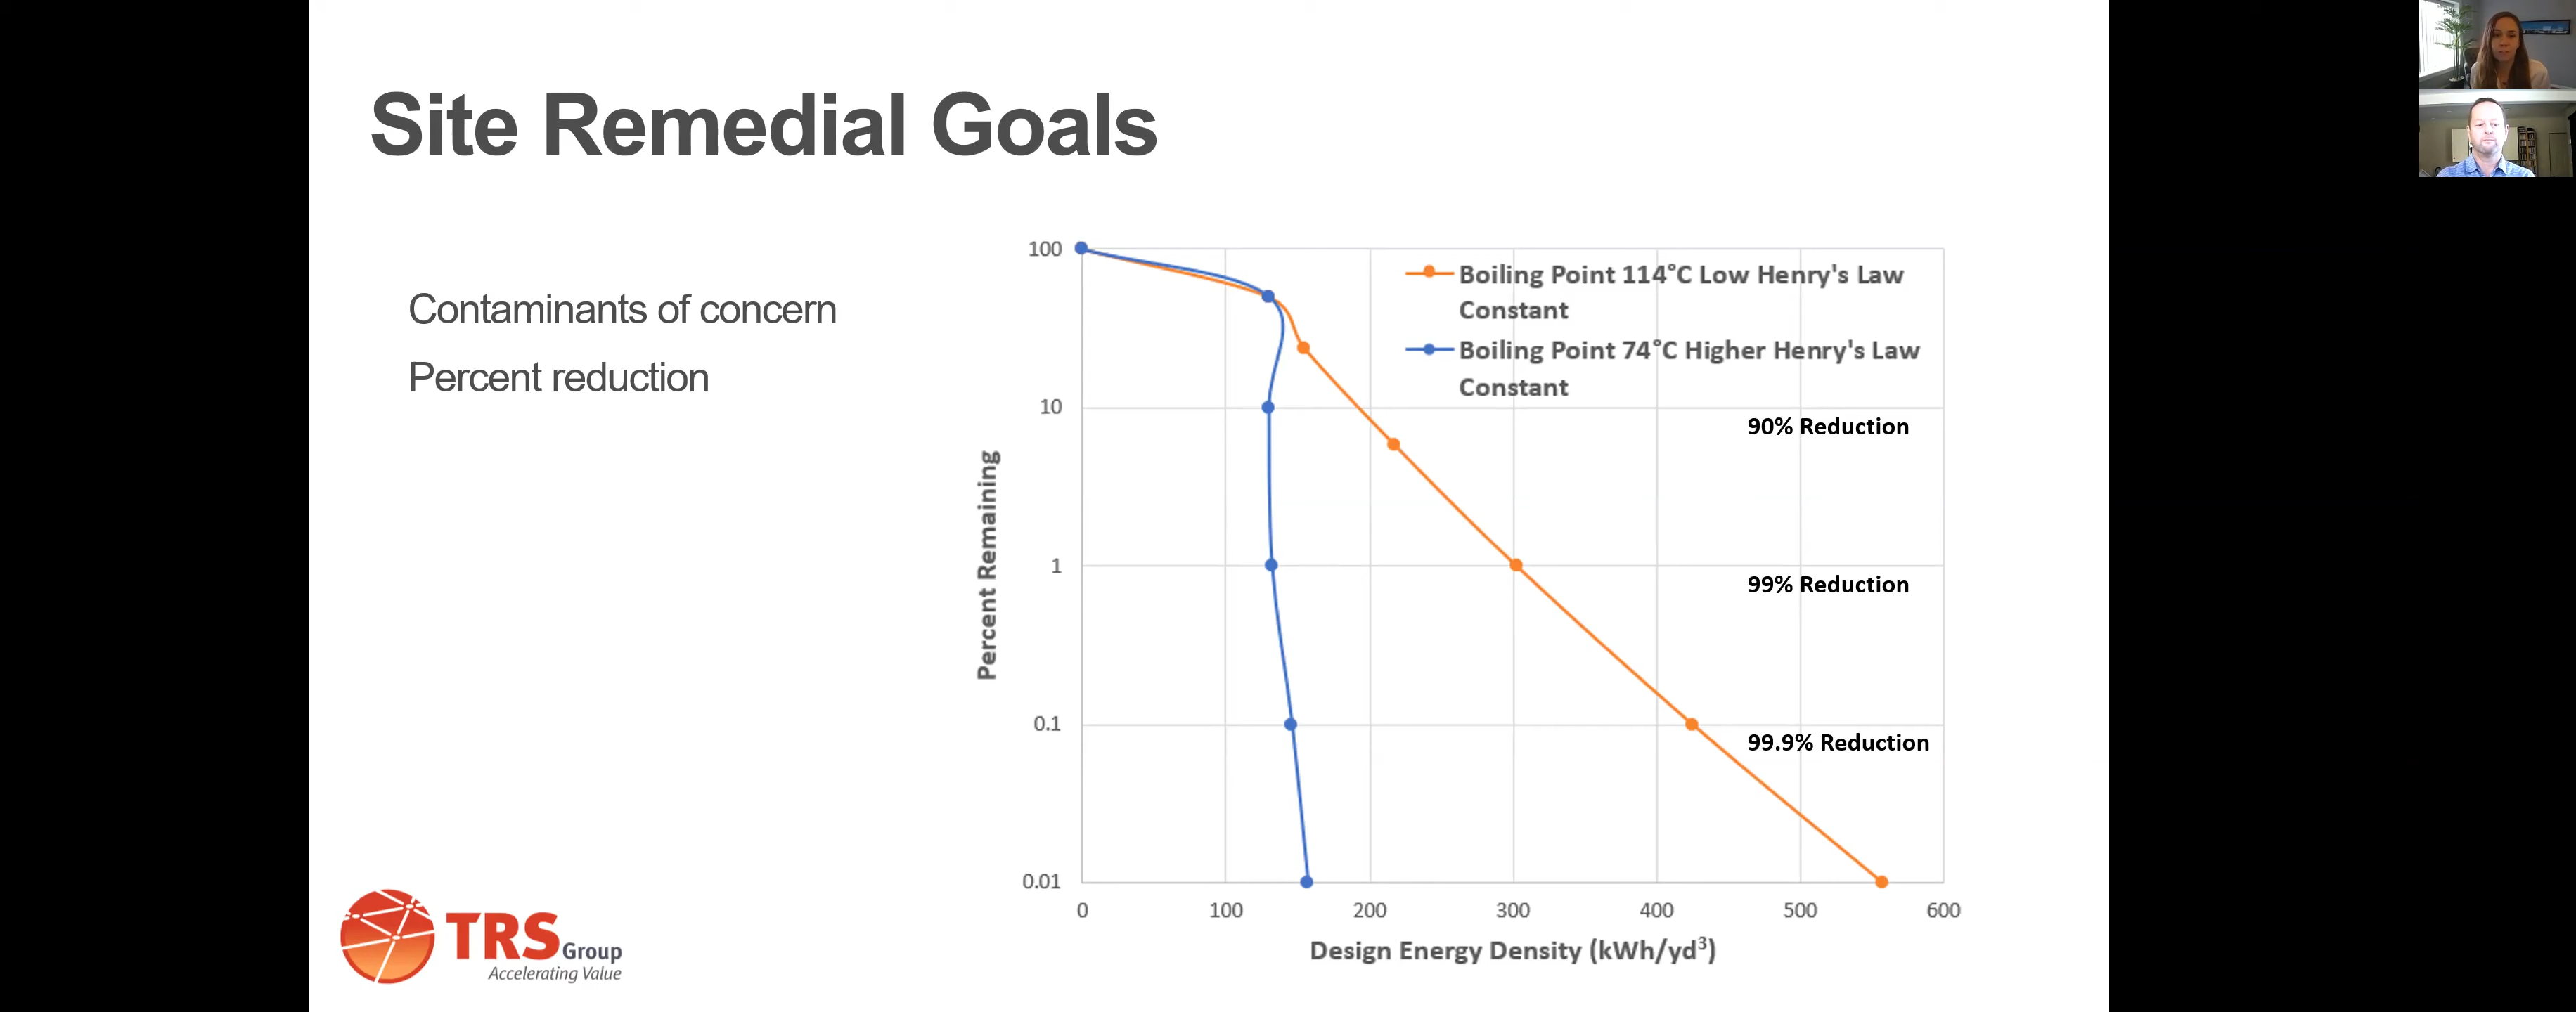 Site Remedial Goals
Contaminants of concern
Percent reduction
100
10
1
0.1
0.01
Percent Remaining
Boiling Point 114°C Low Henry's Law
Constant
Boiling Point 74°C Higher Henry's Law
Constant
90% Reduction
99% Reduction
99.9% Reduction
0 100 200 300 400 500 600
Design Energy Density (kWh/yd³)
TRS Group
Accelerating Value